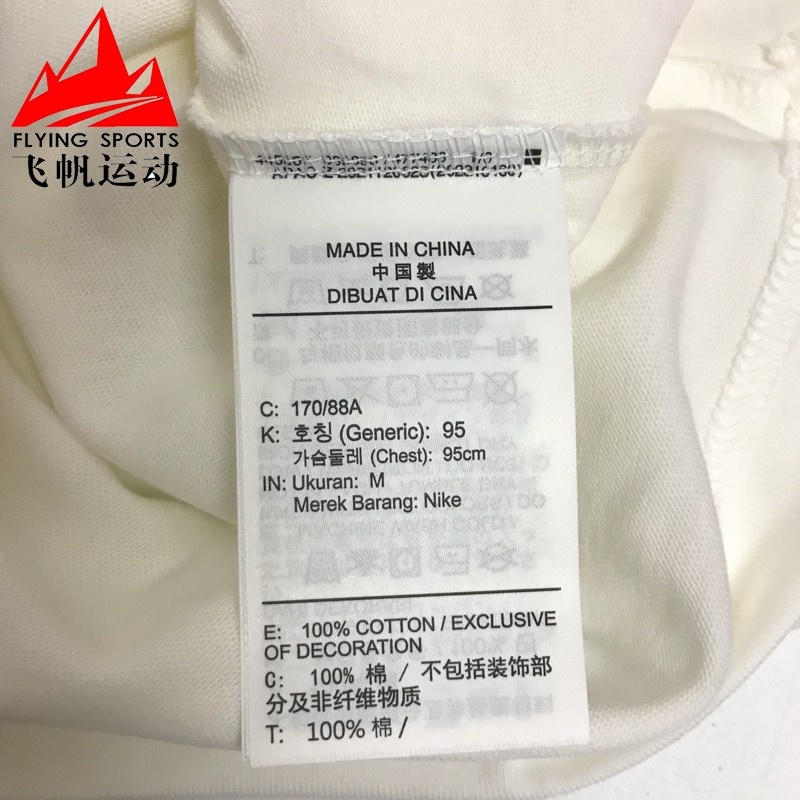 FLYING SPORTS
飞帆运动
MADE IN CHINA
中国製
DIBUAT DI CINA
C: 170/88A
K: 호칭 (Generic): 95
가슴둘레 (Chest): 95cm
IN: Ukuran: M
Merek Barang: Nike
E: 100% COTTON / EXCLUSIVE
OF DECORATION
C: 100% 棉 / 不包括装饰部
分及非纤维物质
T: 100% 棉 /